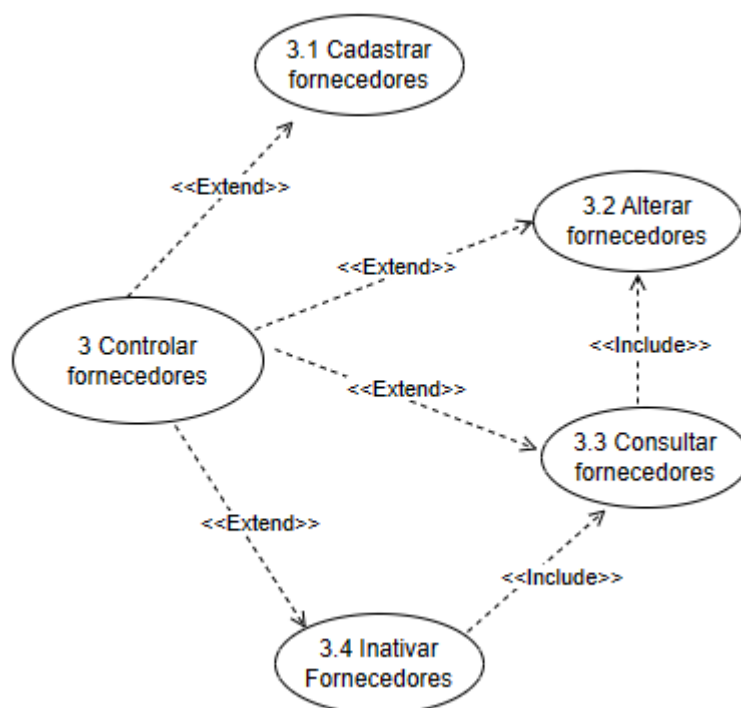 3.1 Cadastrar
fornecedores
<<Extend>>
3.2 Alterar
fornecedores
<<Extend>>
3 Controlar
fornecedores
<<Include>>
<<Extend>>
3.3 Consultar
fornecedores
<<Extend>>
<<Include>>
3.4 Inativar
Fornecedores